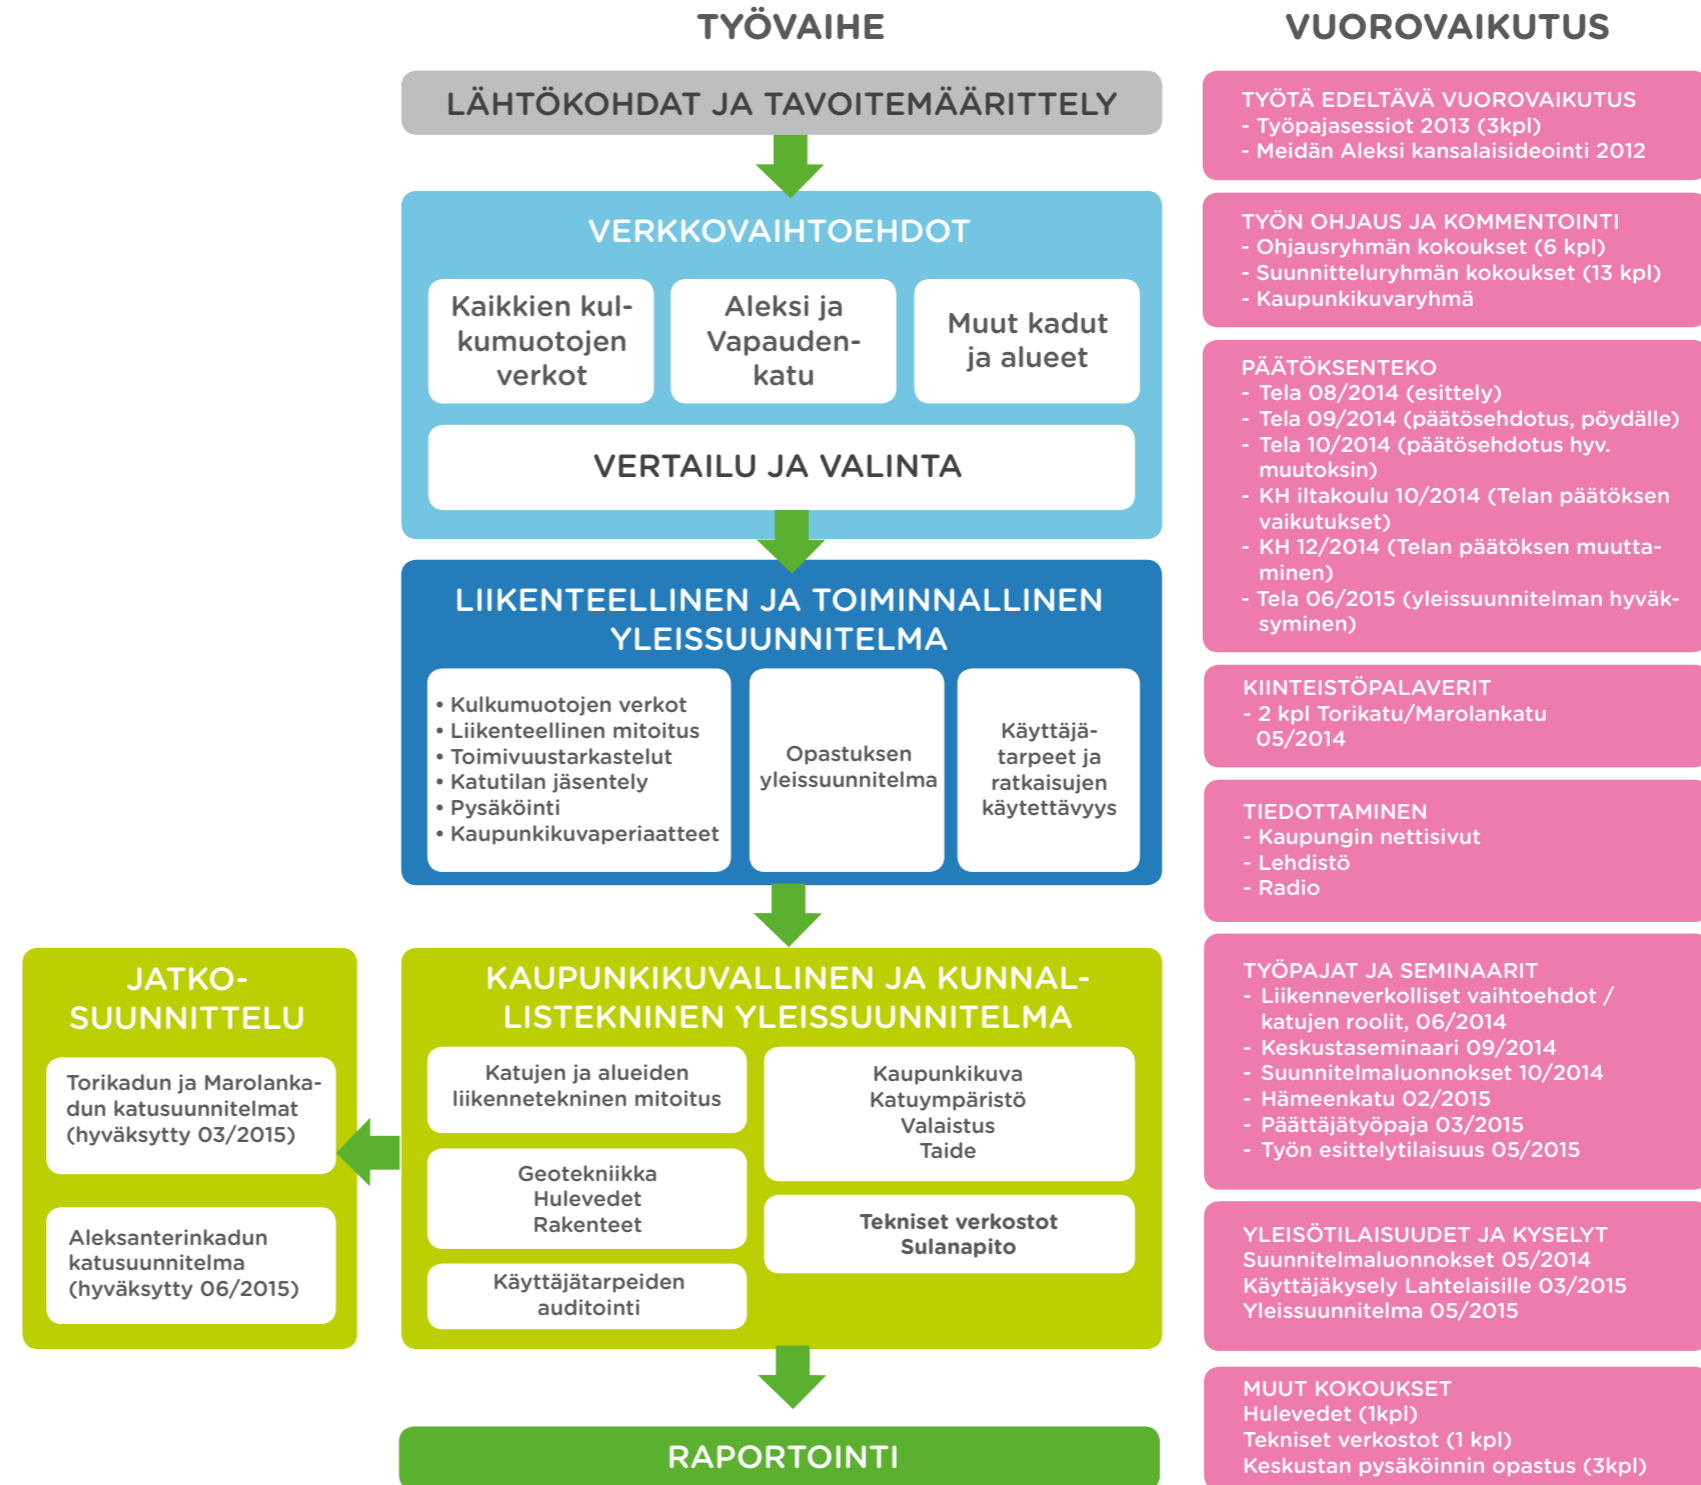 TYÖVAIHE
LÄHTÖKOHDAT JA TAVOITEMÄÄRITTELY
VERKKOVAIHTOEHDOT
Kaikkien kul-
kumuotojen
verkot
Aleksi ja
Vapauden-
katu
Muut kadut
ja alueet
VERTAILU JA VALINTA
LIIKENTEELLINEN JA TOIMINNALLINEN
YLEISSUUNNITELMA
• Kulkumuotojen verkot
• Liikenteellinen mitoitus
• Toimivuustarkastelut
• Katutilan jäsentely
• Pysäköinti
• Kaupunkikuvaperiaatteet
Opastuksen
yleissuunnitelma
Käyttäjä-
tarpeet ja
ratkaisujen
käytettävyys
KAUPUNKIKUVALLINEN JA KUNNAL-
LISTEKNINEN YLEISSUUNNITELMA
Katujen ja alueiden
liikennetekninen mitoitus
Geotekniikka
Hulevedet
Rakenteet
Käyttäjätarpeiden
auditointi
Kaupunkikuva
Katuympäristö
Valaistus
Taide
Tekniset verkostot
Sulanapito
JATKO-
SUUNNITTELU
Torikadun ja Marolanka-
dun katusuunnitelmat
(hyväksytty 03/2015)
Aleksanterinkadun
katusuunnitelma
(hyväksytty 06/2015)
RAPORTOINTI
VUOROVAIKUTUS
TYÖTÄ EDELTÄVÄ VUOROVAIKUTUS
- Työpajasessiot 2013 (3kpl)
- Meidän Aleksi kansalaisideointi 2012
TYÖN OHJAUS JA KOMMENTOINTI
- Ohjausryhmän kokoukset (6 kpl)
- Suunnitteluryhmän kokoukset (13 kpl)
- Kaupunkikuvaryhmä
PÄÄTÖKSENTEKO
- Tela 08/2014 (esittely)
- Tela 09/2014 (päätösehdotus, pöydälle)
- Tela 10/2014 (päätösehdotus hyv.
muutoksin)
- KH iltakoulu 10/2014 (Telan päätöksen
vaikutukset)
- KH 12/2014 (Telan päätöksen muutta-
minen)
- Tela 06/2015 (yleissuunnitelman hyväk-
syminen)
KIINTEISTÖPALAVERIT
- 2 kpl Torikatu/Marolankatu
05/2014
TIEDOTTAMINEN
- Kaupungin nettisivut
- Lehdistö
- Radio
TYÖPAJAT JA SEMINAARIT
- Liikenneverkolliset vaihtoehdot /
katujen roolit, 06/2014
- Keskustaseminaari 09/2014
- Suunnitelmaluonnokset 10/2014
- Hämeenkatu 02/2015
- Päättäjätyöpaja 03/2015
- Työn esittelytilaisuus 05/2015
YLEISÖTILAISUUDET JA KYSELYT
Suunnitelmaluonnokset 05/2014
Käyttäjäkysely Lahtelaisille 03/2015
Yleissuunnitelma 05/2015
MUUT KOKOUKSET
Hulevedet (1kpl)
Tekniset verkostot (1 kpl)
Keskustan pysäköinnin opastus (3kpl)